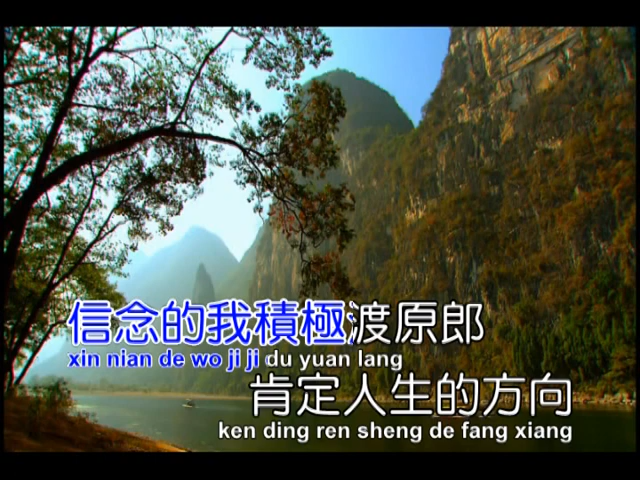 信念的我積極渡原郎
xin nian de wo ji ji du yuan lang
肯定人生的方向
ken ding ren sheng de fang xiang